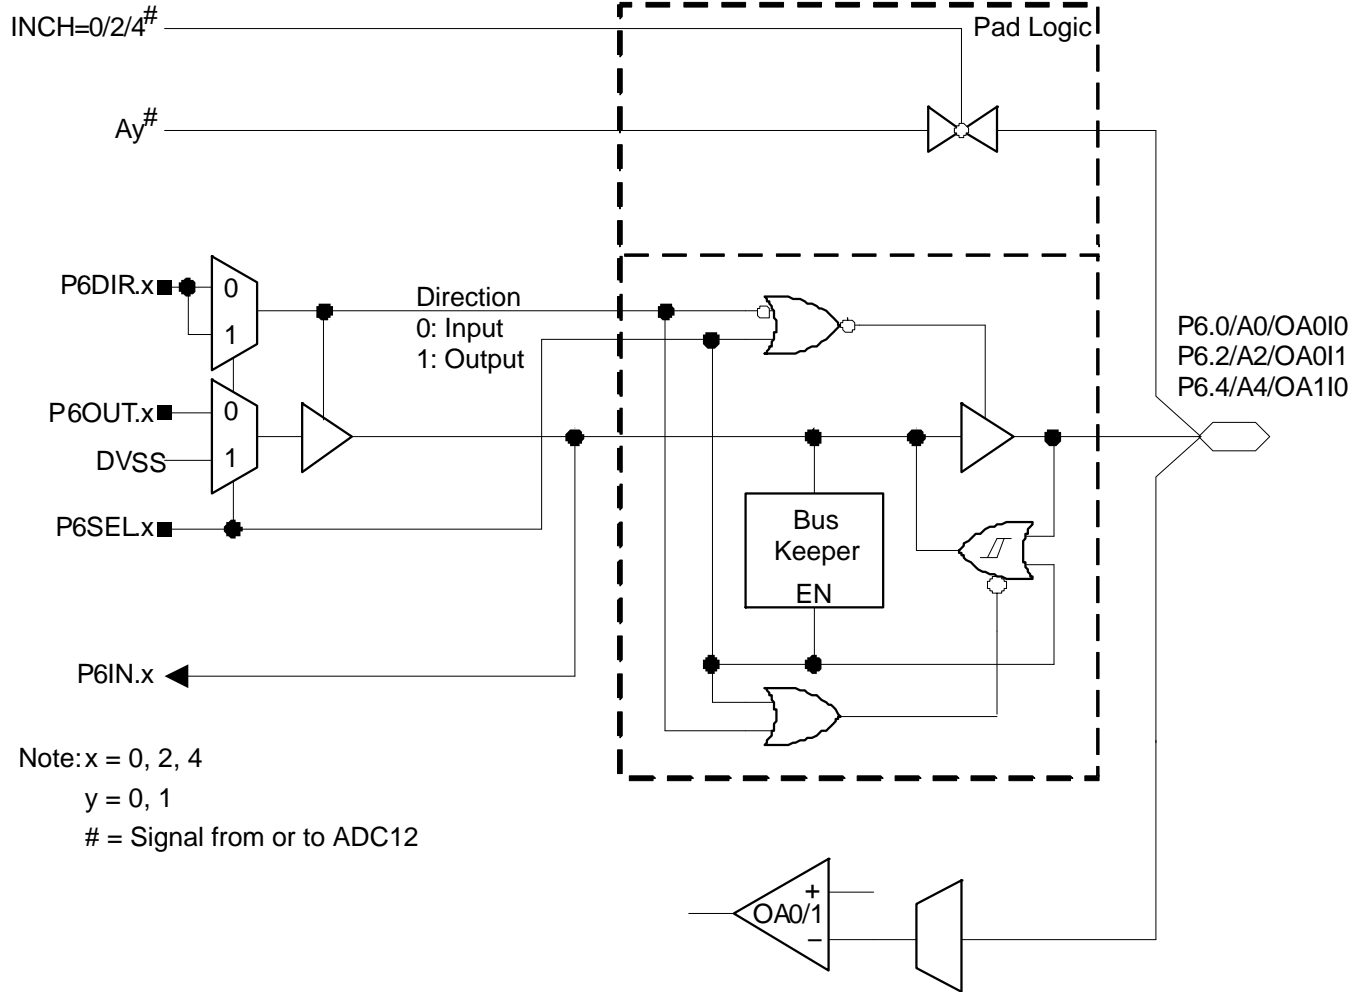 INCH=0/2/4#
Pad Logic
Ay#
P6DIR.x
0
1
Direction
0: Input
1: Output
P6.0/A0/OA0I0
P6.2/A2/OA0I1
P6.4/A4/OA1I0
P6OUT.x
0
DVSS
1
P6SEL.x
Bus
Keeper
EN
P6IN.x
Note: x = 0, 2, 4
y = 0, 1
# = Signal from or to ADC12
+
OA0/1
−